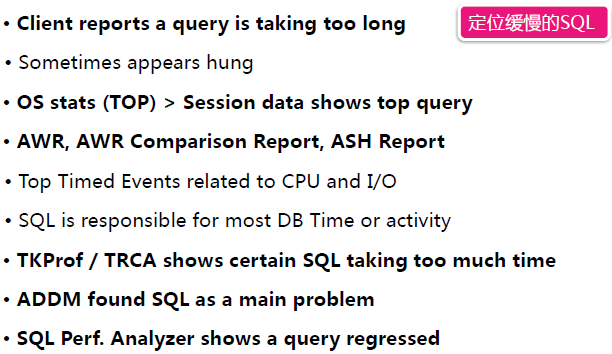 • Client reports a query is taking too long
定位缓慢的SQL
• Sometimes appears hung
• OS stats (TOP) > Session data shows top query
• AWR, AWR Comparison Report, ASH Report
• Top Timed Events related to CPU and I/O
• SQL is responsible for most DB Time or activity
• TKProf / TRCA shows certain SQL taking too much time
• ADDM found SQL as a main problem
• SQL Perf. Analyzer shows a query regressed